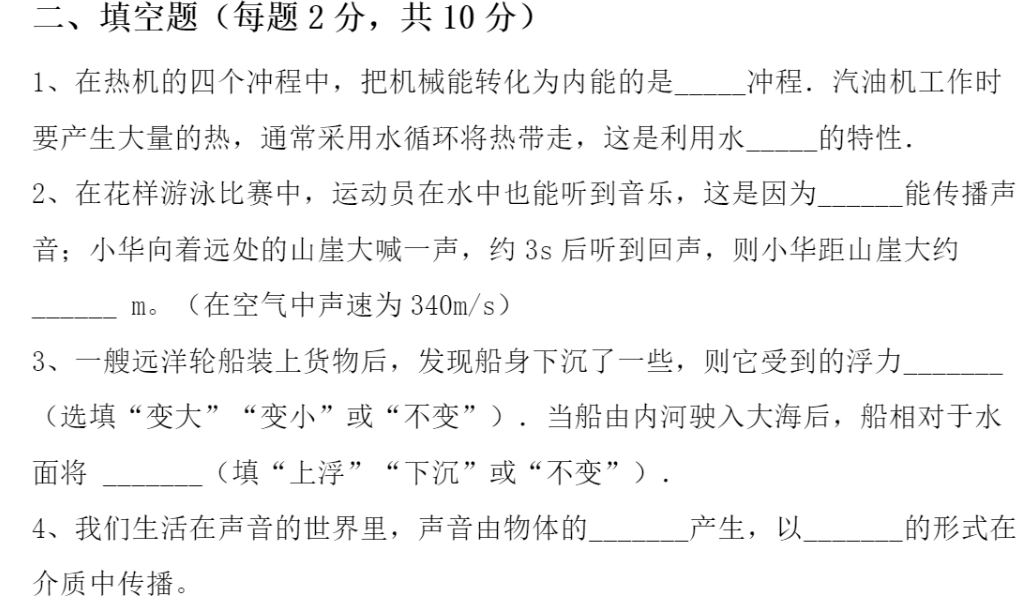 二、填空题（每题 2 分，共 10 分）
1、在热机的四个冲程中，把机械能转化为内能的是_____冲程．汽油机工作时
要产生大量的热，通常采用水循环将热带走，这是利用水_____的特性．
2、在花样游泳比赛中，运动员在水中也能听到音乐，这是因为______能传播声
音；小华向着远处的山崖大喊一声，约 3s 后听到回声，则小华距山崖大约
______ m。（在空气中声速为 340m/s）
3、一艘远洋轮船装上货物后，发现船身下沉了一些，则它受到的浮力_______
（选填“变大”“变小”或“不变”）．当船由内河驶入大海后，船相对于水
面将 _______（填“上浮”“下沉”或“不变”）．
4、我们生活在声音的世界里，声音由物体的_______产生，以_______的形式在
介质中传播。